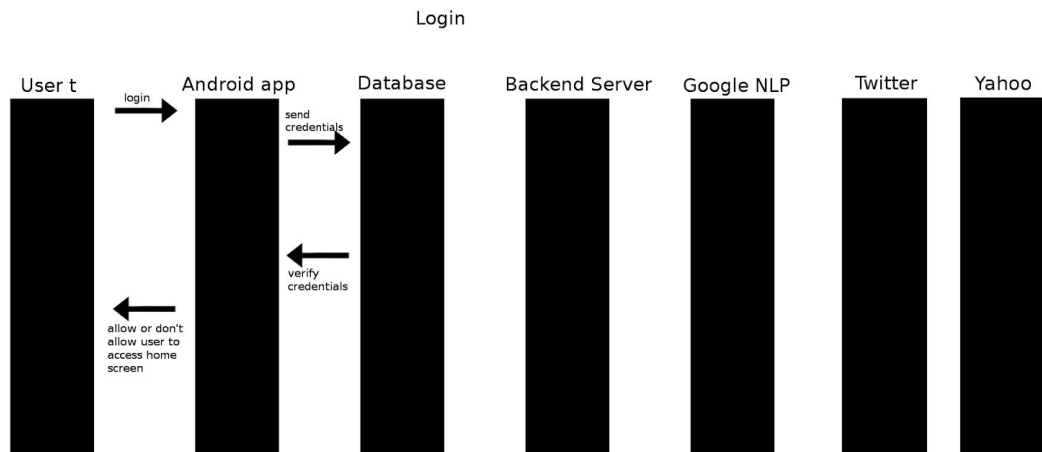 Login
User t
Android app
Database
Backend Server
Google NLP
Twitter
Yahoo
login
send
credentials
verify
credentials
allow or don't
allow user to
access home
screen